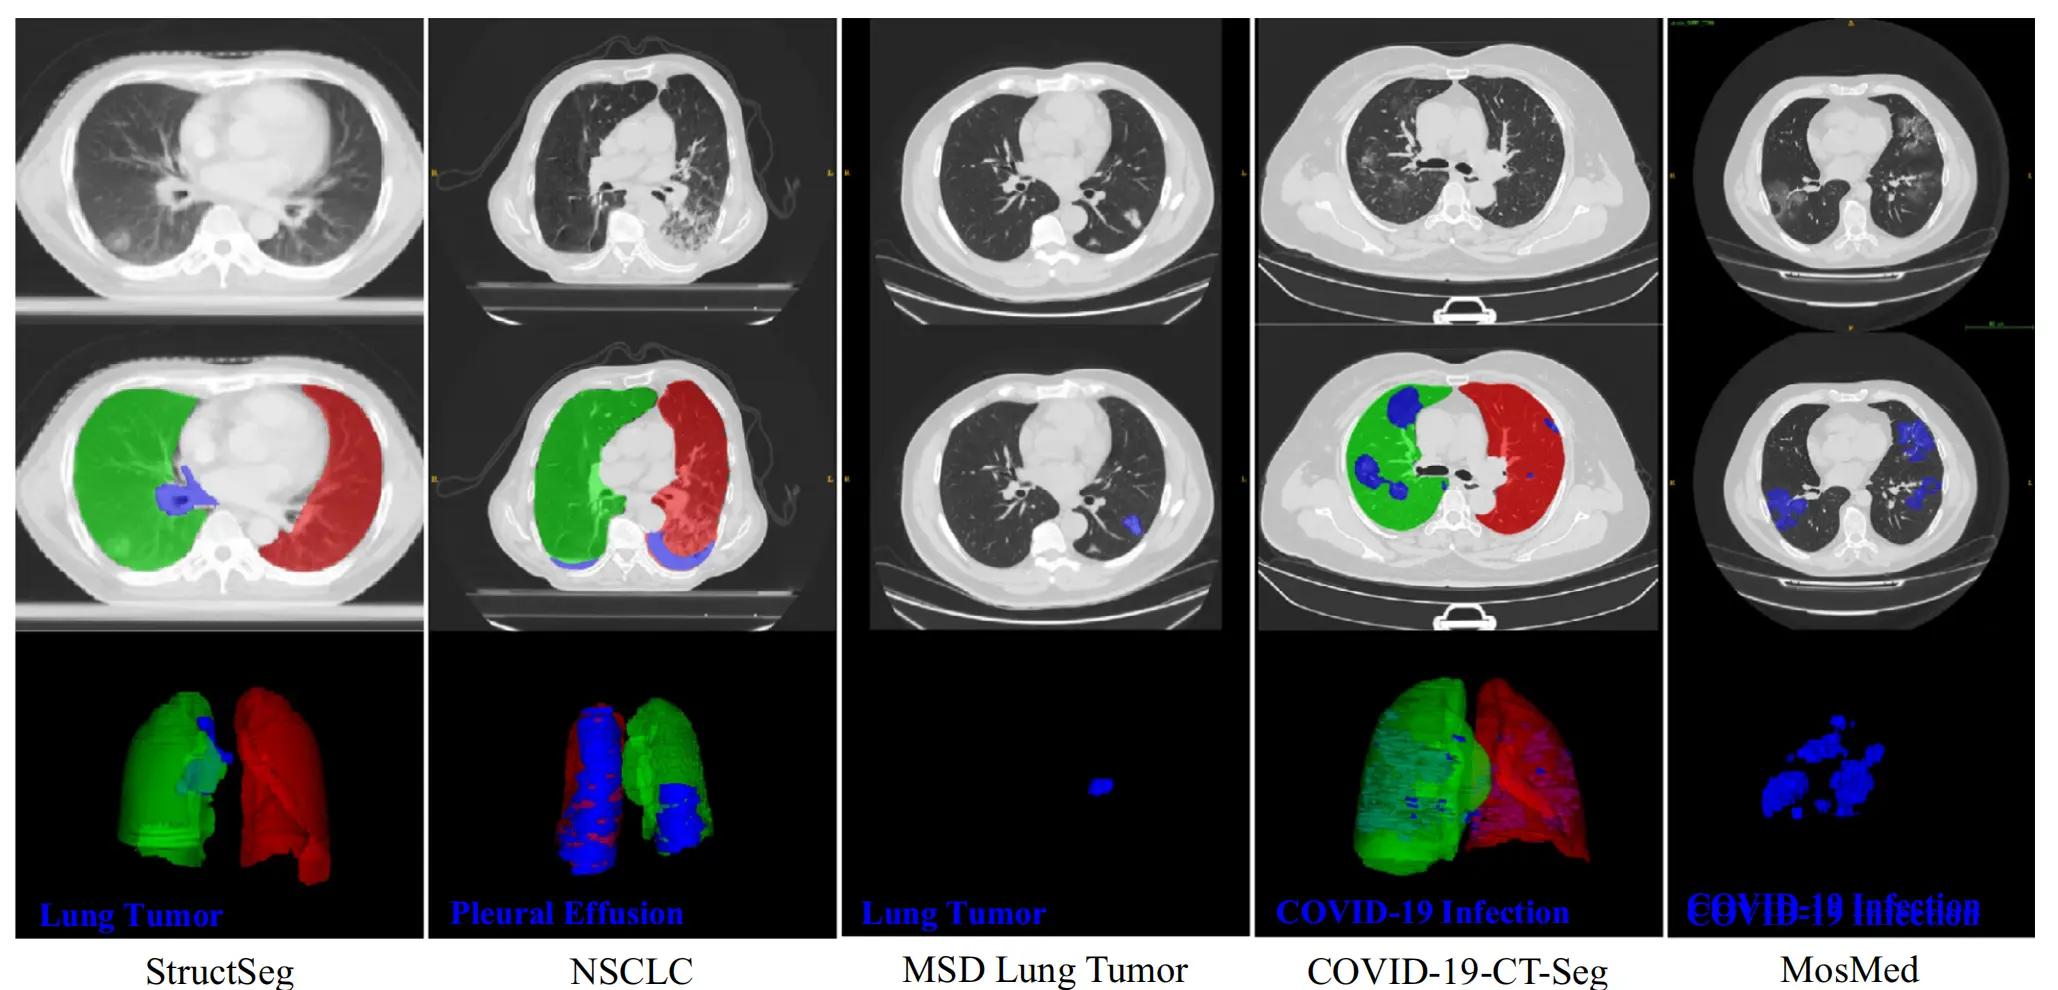 Lung Tumor
Pleural Effusion
Lung Tumor
COVID-19 Infection
COVID-19 Infection
StructSeg
NSCLC
MSD Lung Tumor
COVID-19-CT-Seg
MosMed